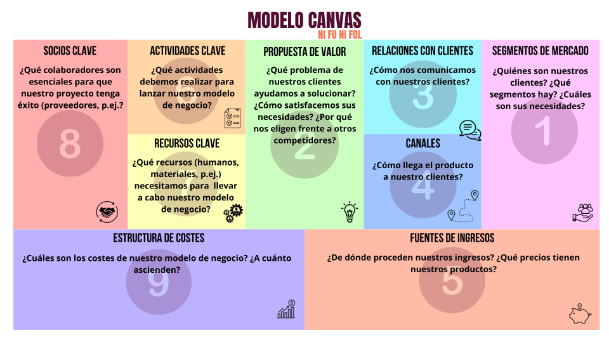 MODELO CANVAS
NI FU NI FOL
SOCIOS CLAVE
¿Qué colaboradores son
esenciales para que
nuestro proyecto tenga
éxito (proveedores, p.ej.?
8
ACTIVIDADES CLAVE
¿Qué actividades
debemos realizar para
lanzar nuestro modelo
de negocio?
RECURSOS CLAVE
¿Qué recursos (humanos,
materiales, p.ej.)
necesitamos para llevar
a cabo nuestro modelo
de negocio?
PROPUESTA DE VALOR
¿Qué problema de
nuestros clientes
ayudamos a solucionar?
¿Cómo satisfacemos sus
necesidades? ¿Por qué
nos eligen frente a otros
competidores?
2
RELACIONES CON CLIENTES
¿Cómo nos comunicamos
con nuestros clientes?
3
CANALES
¿Cómo llega el producto
a nuestro clientes?
4
SEGMENTOS DE MERCADO
¿Quiénes son nuestros
clientes? ¿Qué
segmentos hay? ¿Cuáles
son sus necesidades?
1
ESTRUCTURA DE COSTES
¿Cuáles son los costes de nuestro modelo de negocio? ¿A cuánto
ascienden?
9
FUENTES DE INGRESOS
¿De dónde proceden nuestros ingresos? ¿Qué precios tienen
nuestros productos?
5